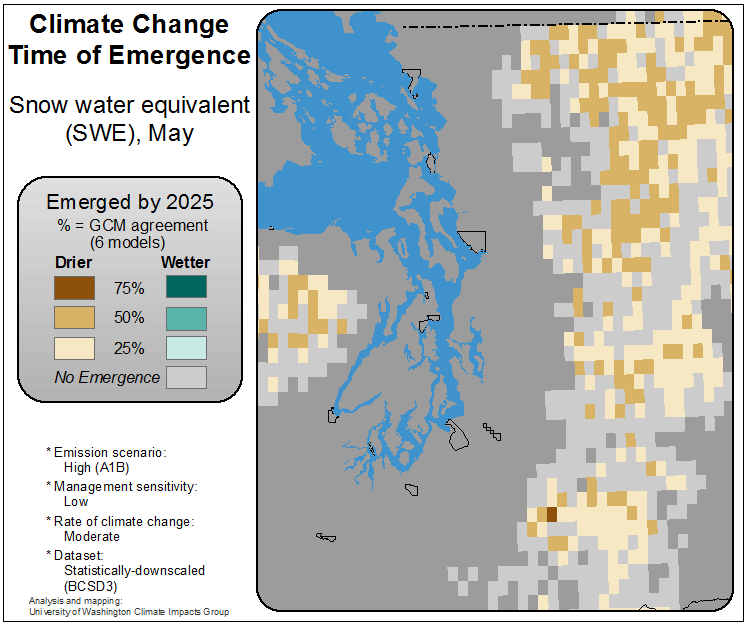 Climate Change
Time of Emergence
Snow water equivalent
(SWE), May
Emerged by 2025
% = GCM agreement
(6 models)
Drier Wetter
75%
50%
25%
No Emergence
* Emission scenario:
High (A1B)
* Management sensitivity:
Low
* Rate of climate change:
Moderate
* Dataset:
Statistically-downscaled
(BCSD3)
Analysis and mapping:
University of Washington Climate Impacts Group